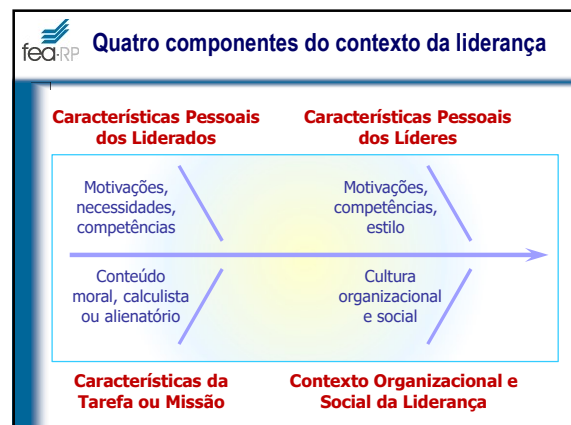 fea-RP
Quatro componentes do contexto da liderança
Características Pessoais
dos Liderados
Características Pessoais
dos Líderes
Motivações,
necessidades,
competências
Motivações,
competências,
estilo
Conteúdo
moral, calculista
ou alienatório
Cultura
organizacional
e social
Características da
Tarefa ou Missão
Contexto Organizacional e
Social da Liderança